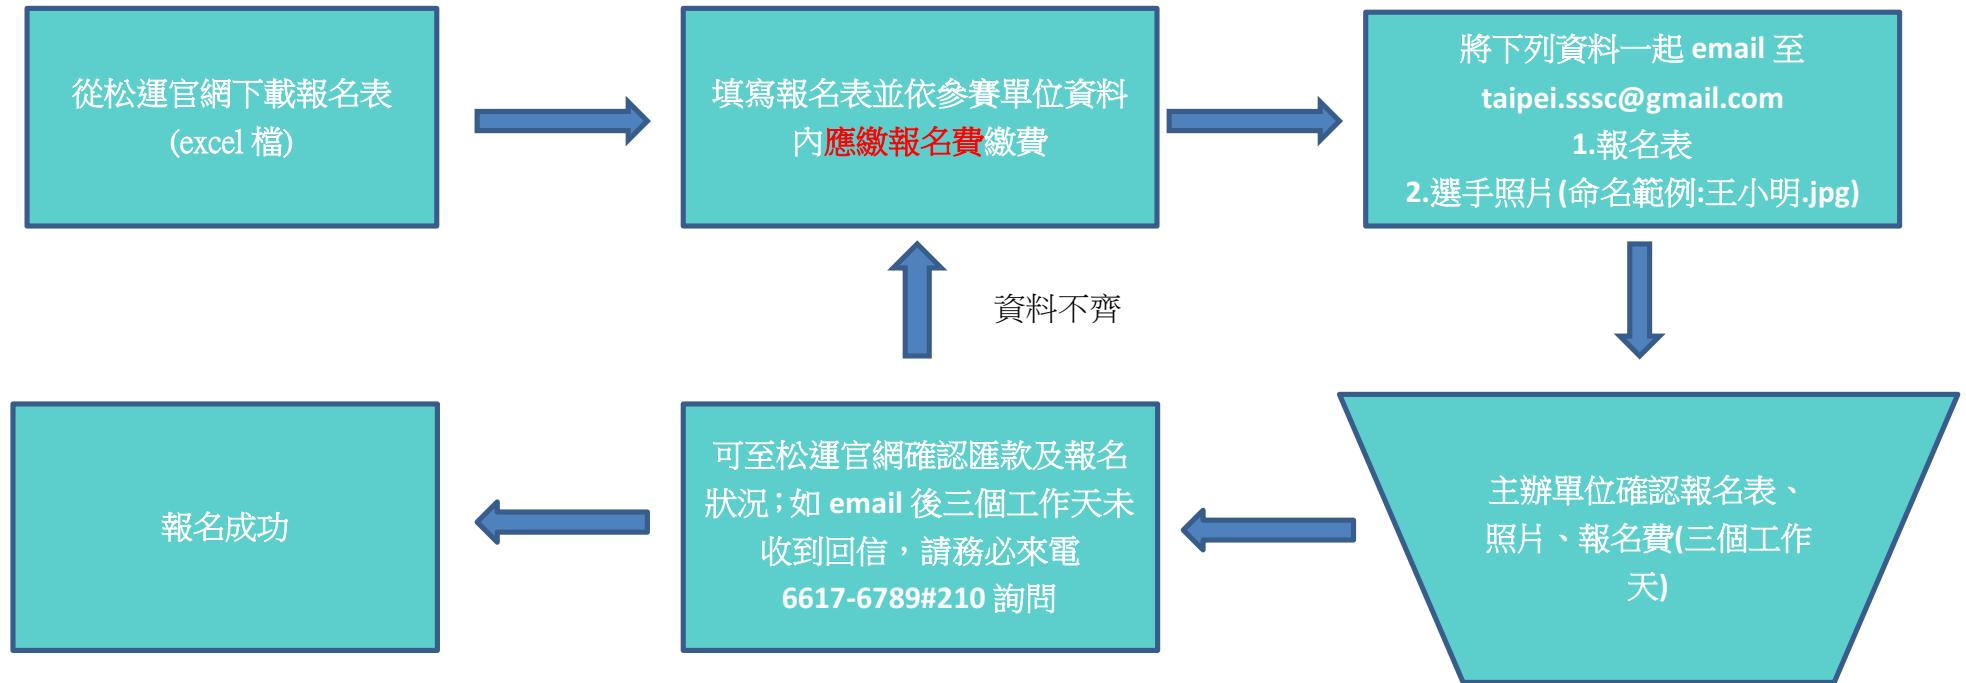 從松運官網下載報名表
(excel 檔)
填寫報名表並依參賽單位資料
內應繳報名費繳費
將下列資料一起 email 至
taipei.sssc@gmail.com
1.報名表
2.選手照片(命名範例:王小明.jpg)
資料不齊
主辦單位確認報名表、
照片、報名費(三個工作
天)
可至松運官網確認匯款及報名
狀況；如 email 後三個工作天未
收到回信，請務必來電
6617-6789#210 詢問
報名成功